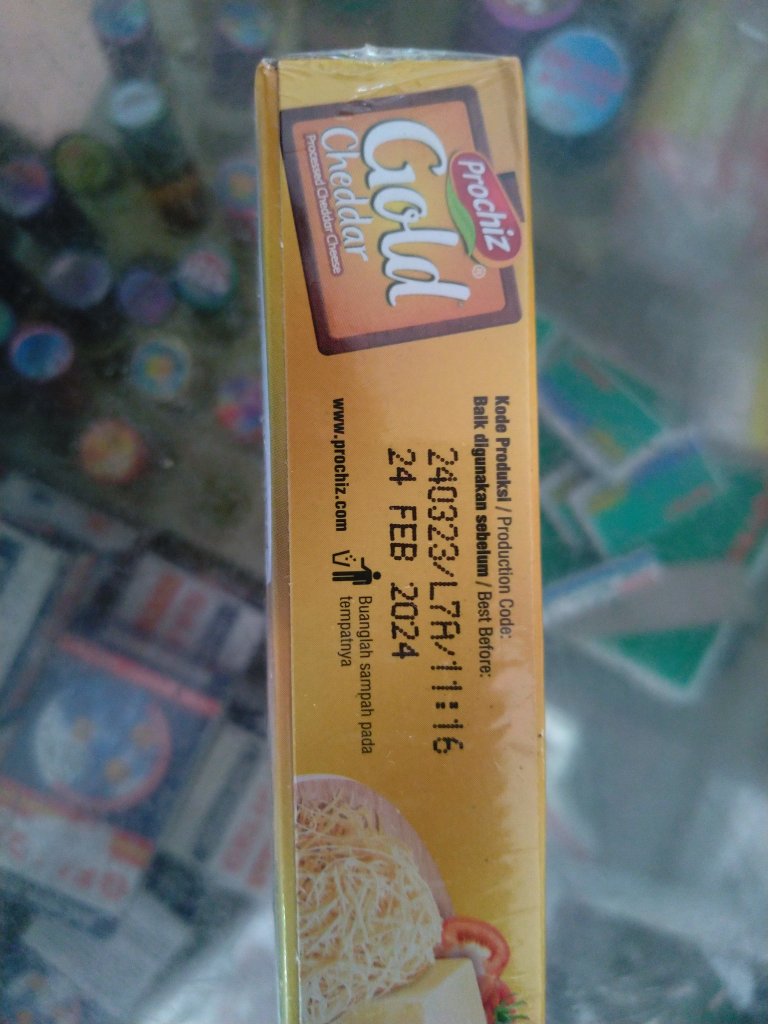 Prochiz
Gold
Cheddar
Processed Cheddar Cheese
Kode Produksi / Production Code:
Baik digunakan sebelum / Best Before:
240323/L7A/11:16
24 FEB 2024
www.prochiz.com
Buanglah sampah pada
tempatnya